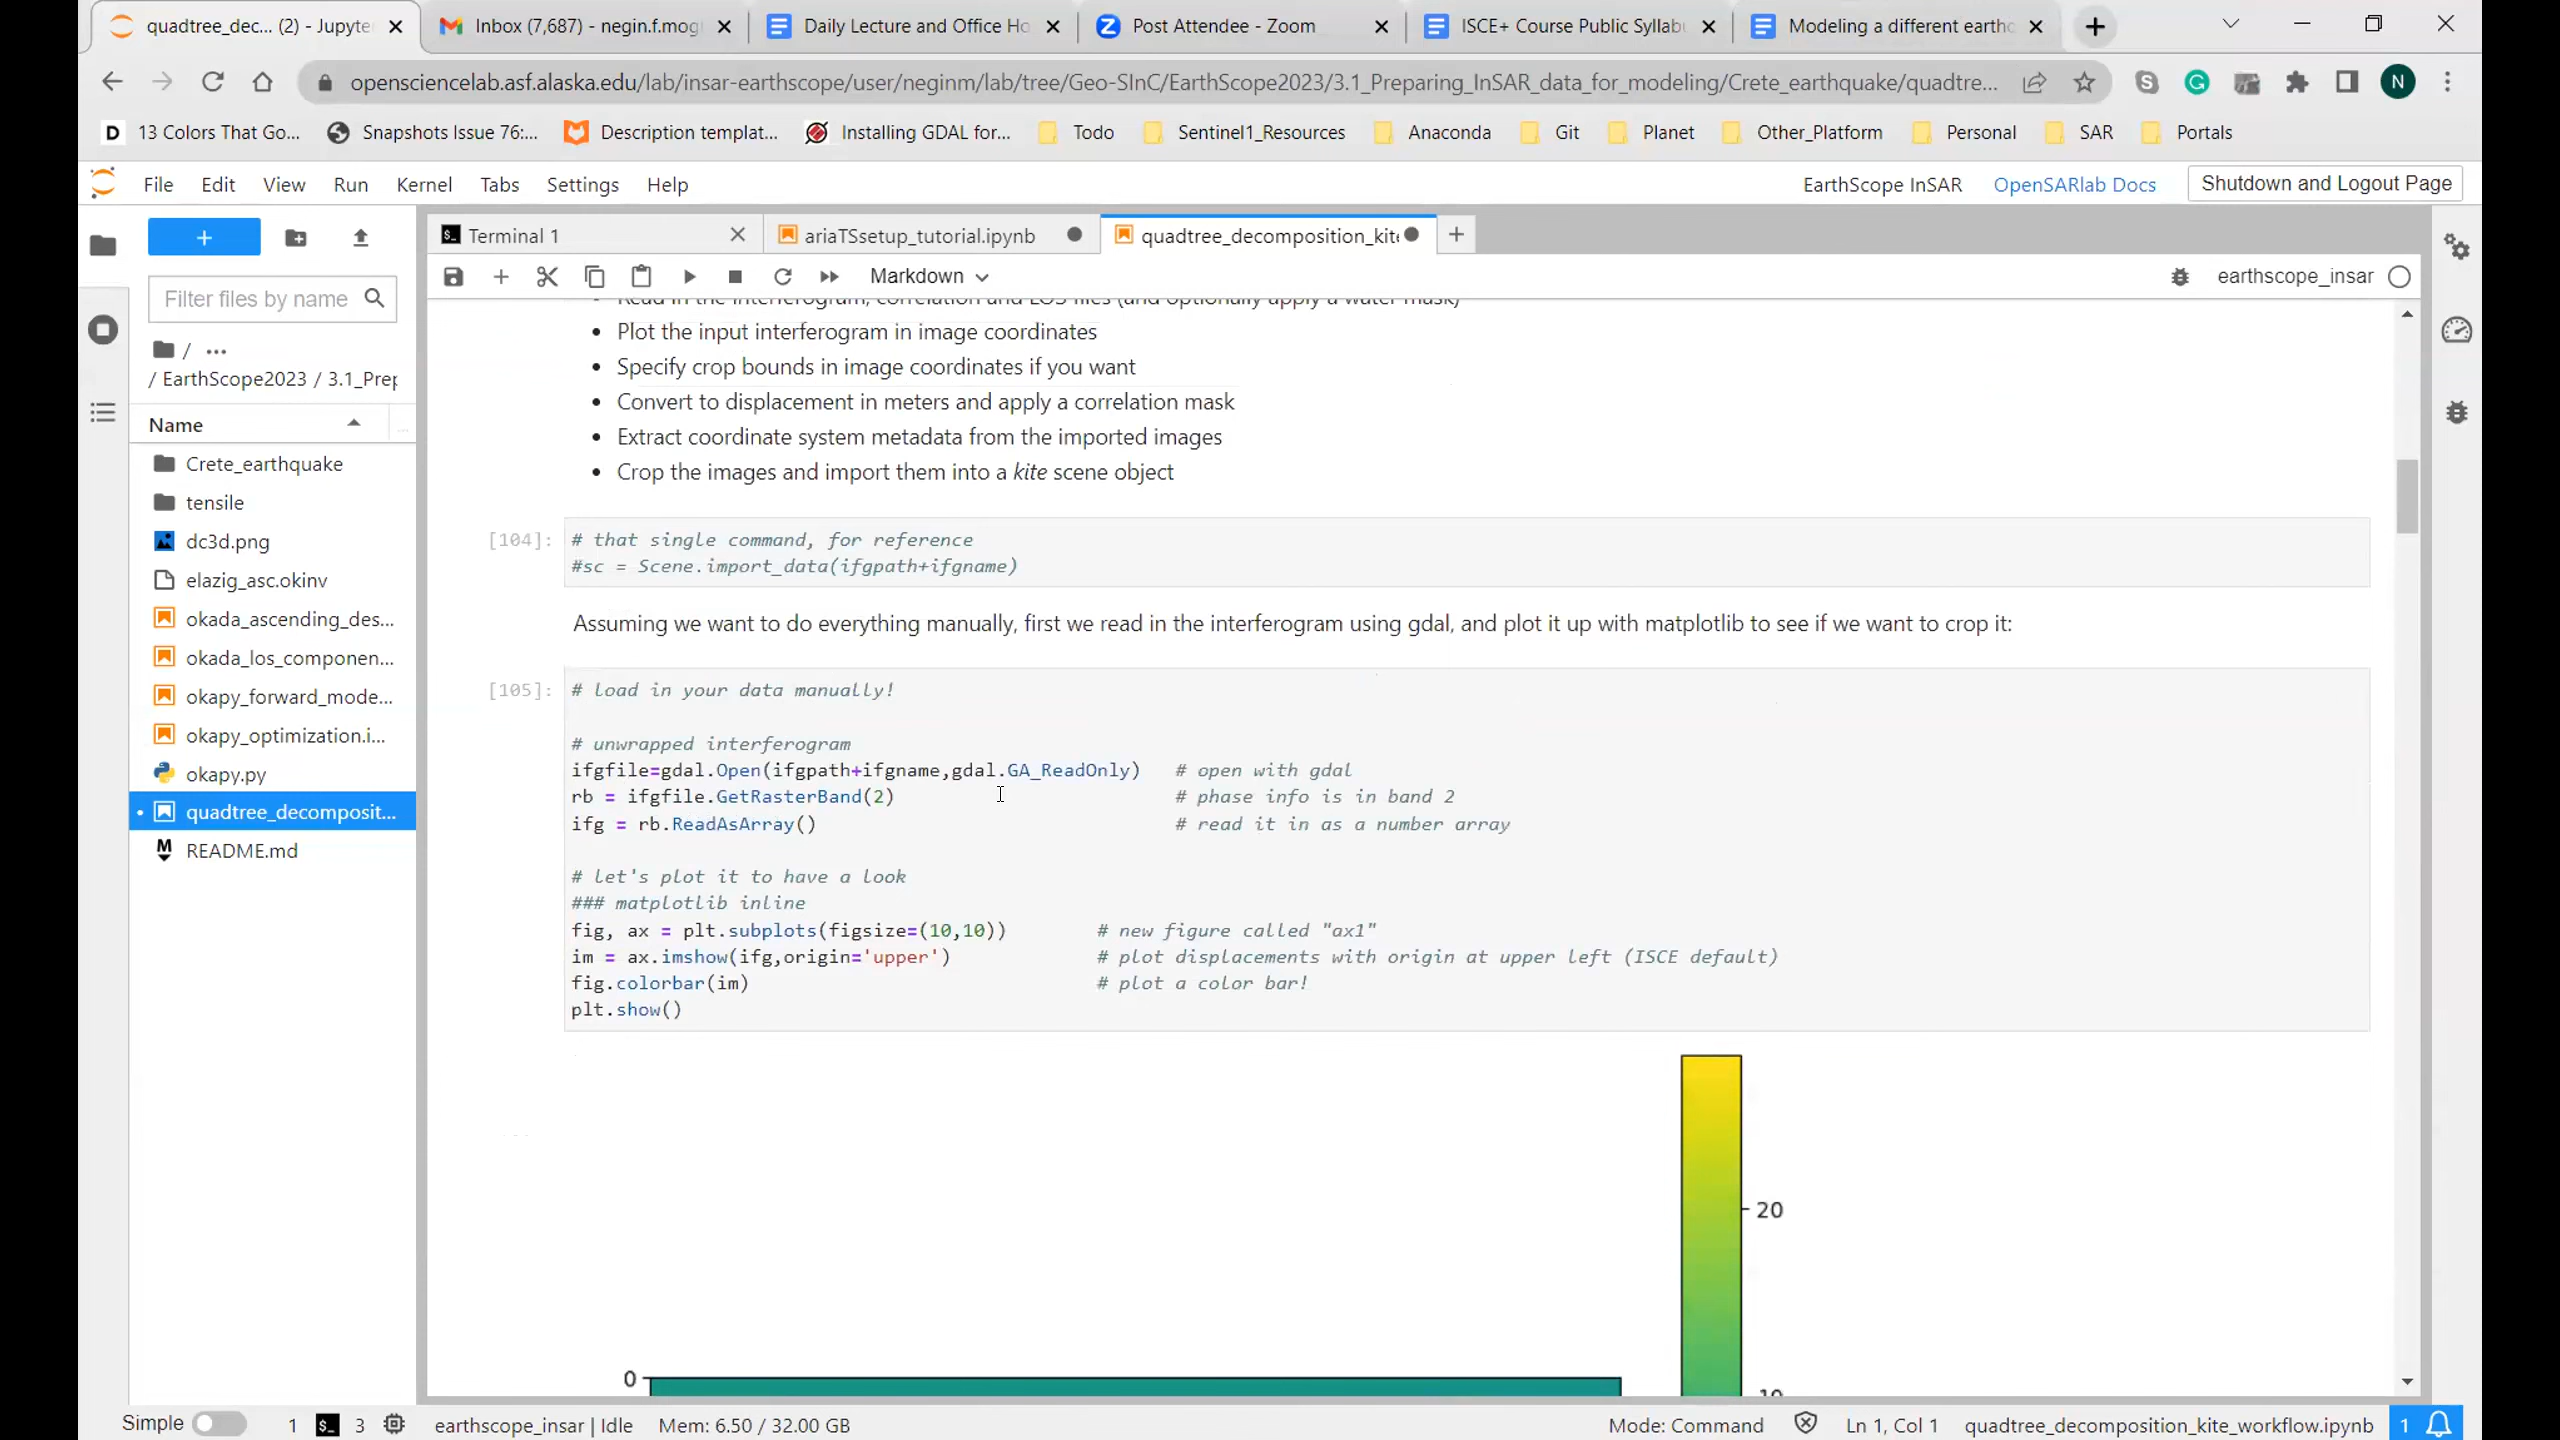 quadtree_dec... (2) - Jupyte
Inbox (7,687) - negin.f.mog
Daily Lecture and Office Ho
Post Attendee - Zoom
ISCE+ Course Public Syllab
Modeling a different eartho
opensciencelab.asf.alaska.edu/lab/insar-earthscope/user/neginm/lab/tree/Geo-SInC/EarthScope2023/3.1_Preparing_InSAR_data_for_modeling/Crete_earthquake/quadtre...
N
D 13 Colors That Go...
Snapshots Issue 76:...
Description templat...
Installing GDAL for...
Todo
Sentinel1_Resources
Anaconda
Git
Planet
Other_Platform
Personal
SAR
Portals
File Edit View Run Kernel Tabs Settings Help
EarthScope InSAR
OpenSARlab Docs
Shutdown and Logout Page
Terminal 1
ariaTSsetup_tutorial.ipynb
quadtree_decomposition_kit
Markdown
earthscope_insar
Filter files by name
/ ...
/ EarthScope2023 / 3.1_Prep
Name
Crete_earthquake
tensile
dc3d.png
elazig_asc.okinv
okada_ascending_des...
okada_los_componen...
okapy_forward_mode...
okapy_optimization.i...
okapy.py
quadtree_decomposit...
README.md
• Read in the interferogram, correlation and LOS files (and optionally apply a water mask)
• Plot the input interferogram in image coordinates
• Specify crop bounds in image coordinates if you want
• Convert to displacement in meters and apply a correlation mask
• Extract coordinate system metadata from the imported images
• Crop the images and import them into a kite scene object
[104]: # that single command, for reference
#sc = Scene.import_data(ifgpath+ifgname)
Assuming we want to do everything manually, first we read in the interferogram using gdal, and plot it up with matplotlib to see if we want to crop it:
[105]: # load in your data manually!
# unwrapped interferogram
ifgfile=gdal.Open(ifgpath+ifgname,gdal.GA_ReadOnly) # open with gdal
rb = ifgfile.GetRasterBand(2) # phase info is in band 2
ifg = rb.ReadAsArray() # read it in as a number array
# let's plot it to have a look
### matplotlib inline
fig, ax = plt.subplots(figsize=(10,10)) # new figure called "ax1"
im = ax.imshow(ifg,origin='upper') # plot displacements with origin at upper left (ISCE default)
fig.colorbar(im) # plot a color bar!
plt.show()
20
0
10
Simple
1
3
earthscope_insar | Idle
Mem: 6.50 / 32.00 GB
Mode: Command
Ln 1, Col 1
quadtree_decomposition_kite_workflow.ipynb
1